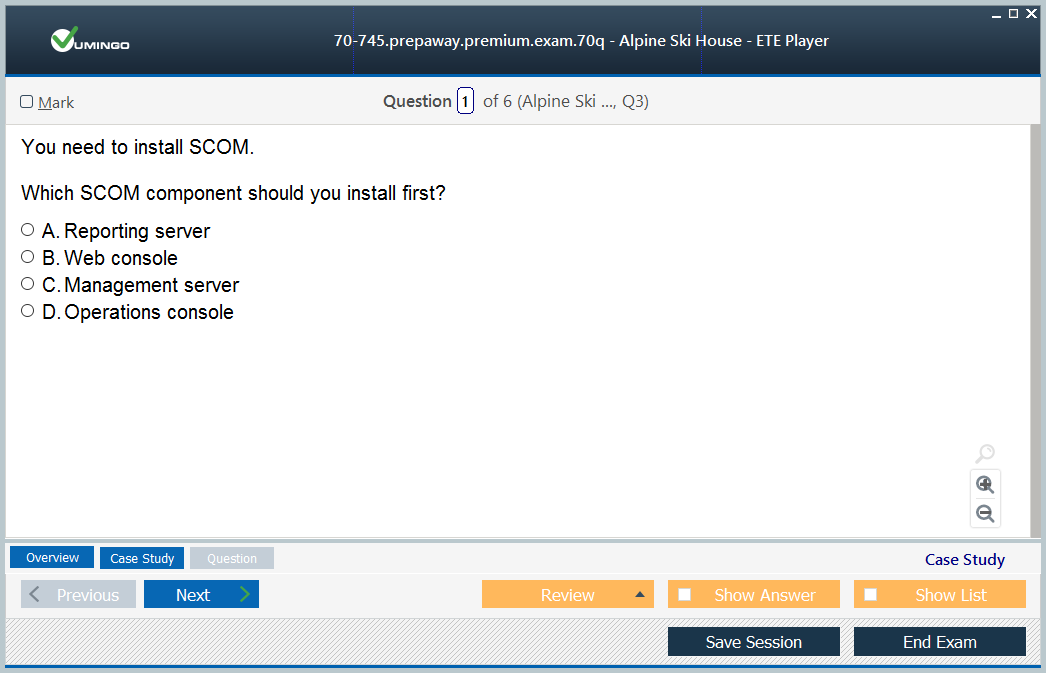 VUMINGO
70-745.prepaway.premium.exam.70q - Alpine Ski House - ETE Player
Mark
Question 1 of 6 (Alpine Ski ..., Q3)
You need to install SCOM.
Which SCOM component should you install first?
A. Reporting server
B. Web console
C. Management server
D. Operations console
Overview
Case Study
Question
Case Study
Previous
Next
Review
Show Answer
Show List
Save Session
End Exam